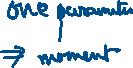 one parameter
⇒ moment